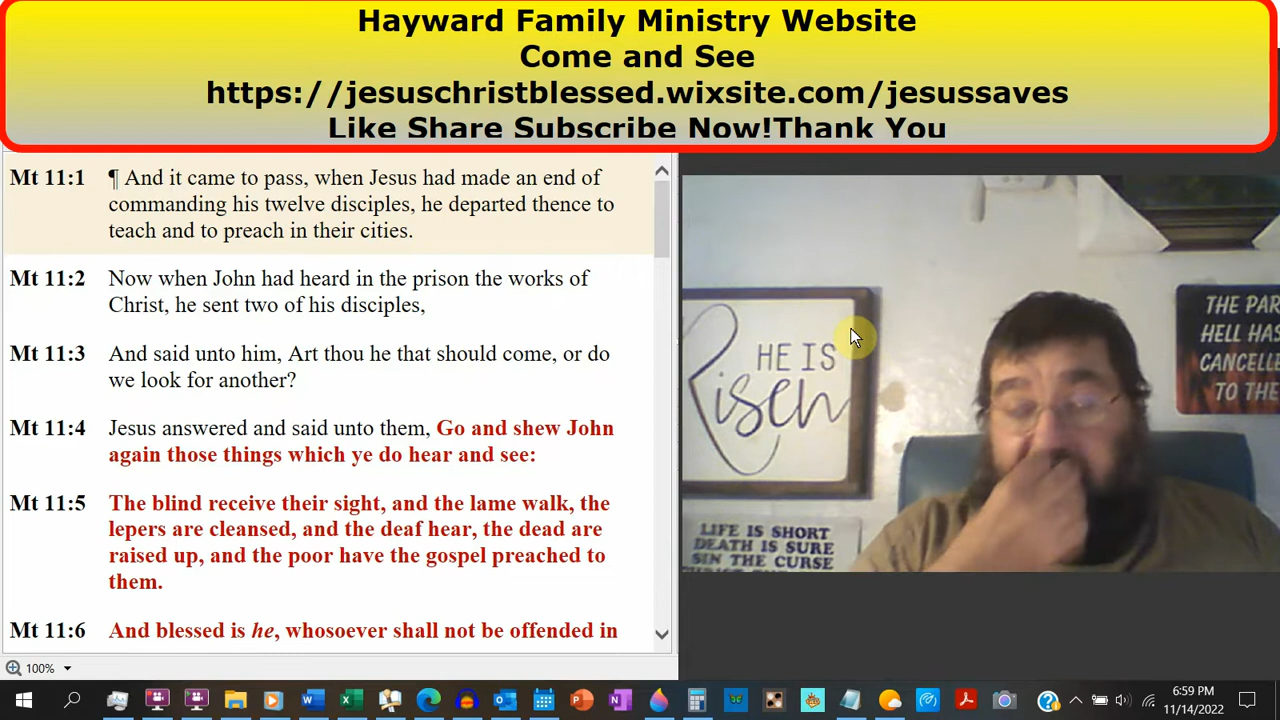 Hayward Family Ministry Website
Come and See
https://jesuschristblessed.wixsite.com/jesussaves
Like Share Subscribe Now!Thank You
Mt 11:1 ¶ And it came to pass, when Jesus had made an end of
commanding his twelve disciples, he departed thence to
teach and to preach in their cities.
Mt 11:2 Now when John had heard in the prison the works of
Christ, he sent two of his disciples,
Mt 11:3 And said unto him, Art thou he that should come, or do
we look for another?
Mt 11:4 Jesus answered and said unto them, Go and shew John
again those things which ye do hear and see:
Mt 11:5 The blind receive their sight, and the lame walk, the
lepers are cleansed, and the deaf hear, the dead are
raised up, and the poor have the gospel preached to
them.
Mt 11:6 And blessed is he, whosoever shall not be offended in
100%
HE IS
Risen
LIFE IS SHORT
DEATH IS SURE
SIN THE CURSE
THE PAR
HELL HAS
CANCELLE
TO THE
6:59 PM
11/14/2022